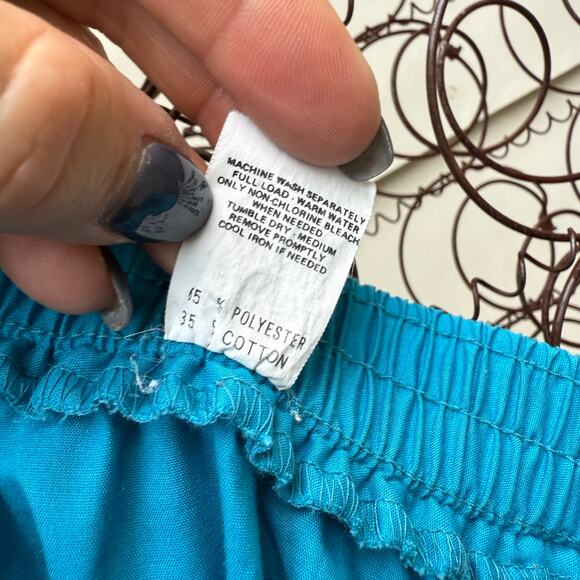 MACHINE WASH SEPARATELY
FULL LOAD - WARM WATER
ONLY NON-CHLORINE BLEACH
WHEN NEEDED
TUMBLE DRY - MEDIUM
REMOVE PROMPTLY
COOL IRON IF NEEDED
% POLYESTER
35 % COTTON